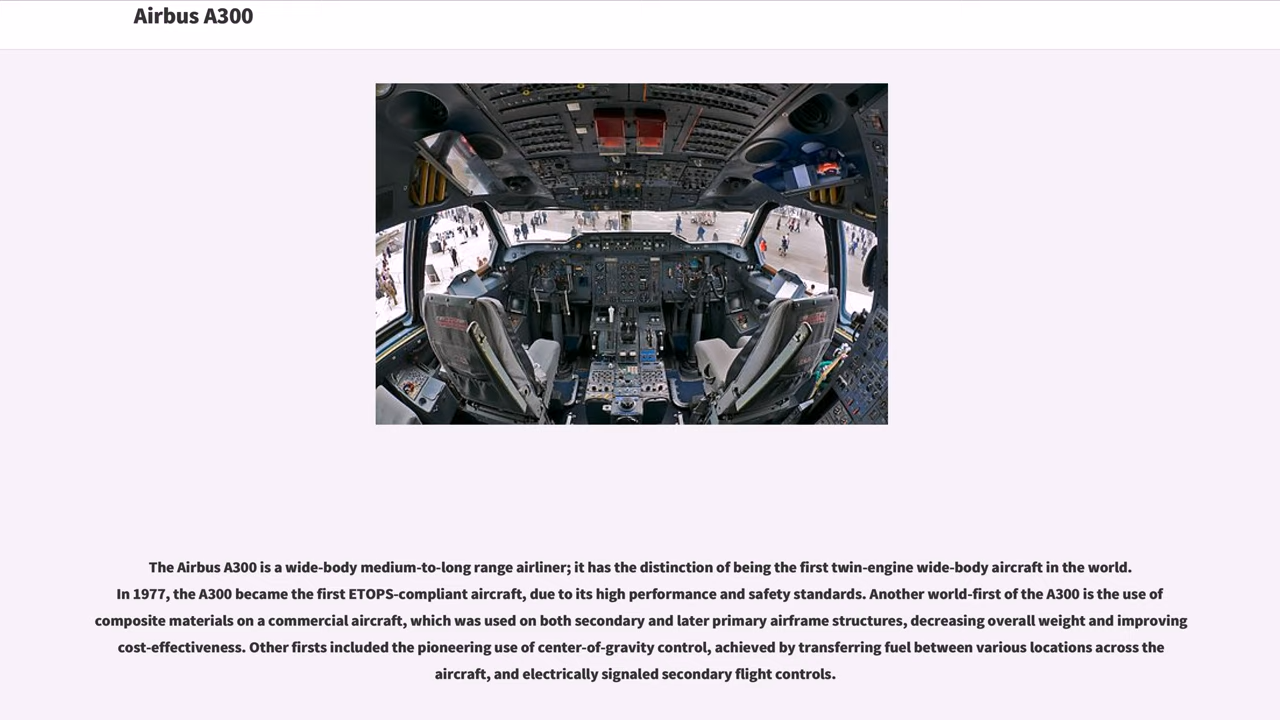 Airbus A300
The Airbus A300 is a wide-body medium-to-long range airliner; it has the distinction of being the first twin-engine wide-body aircraft in the world.
In 1977, the A300 became the first ETOPS-compliant aircraft, due to its high performance and safety standards. Another world-first of the A300 is the use of
composite materials on a commercial aircraft, which was used on both secondary and later primary airframe structures, decreasing overall weight and improving
cost-effectiveness. Other firsts included the pioneering use of center-of-gravity control, achieved by transferring fuel between various locations across the
aircraft, and electrically signaled secondary flight controls.